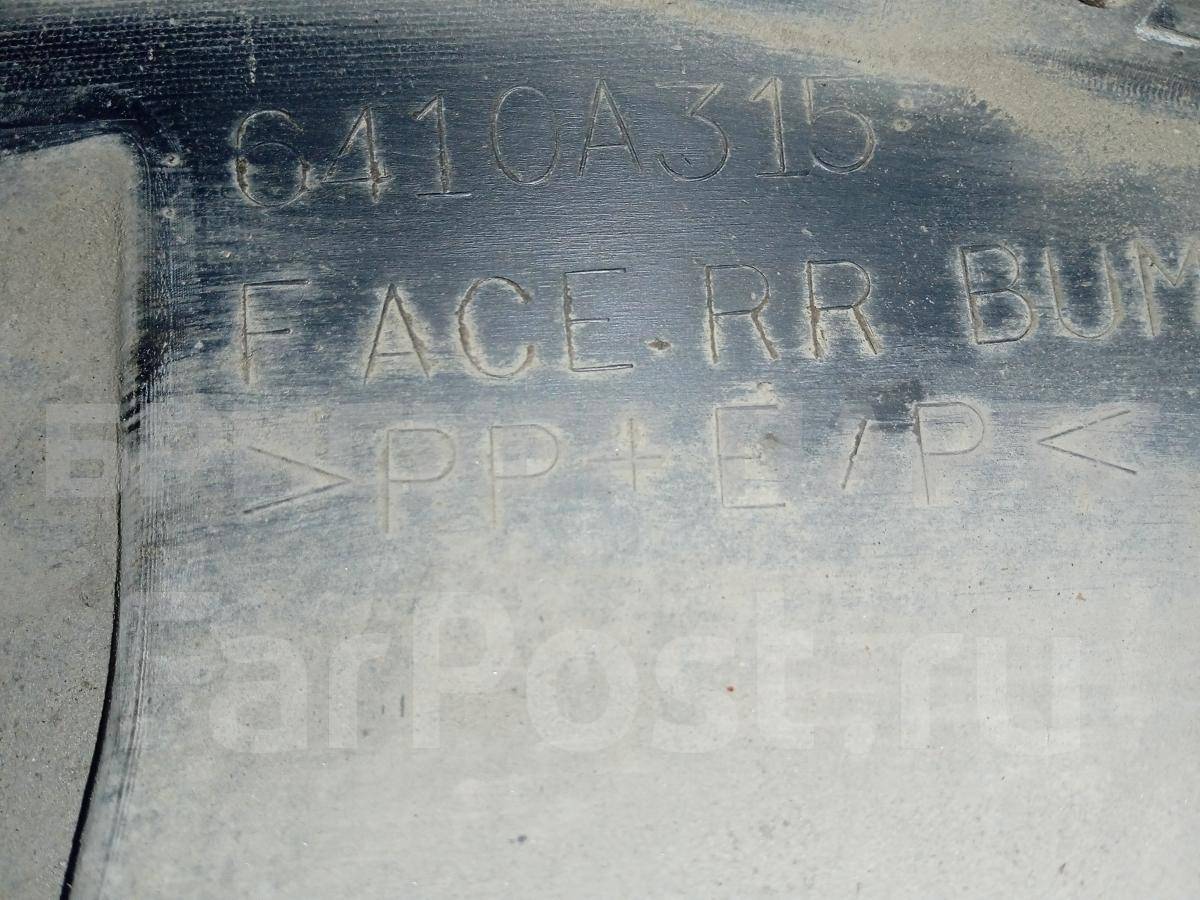 6410A315
FACE.RR BUM
>PP+E/P<
FarPost.ru